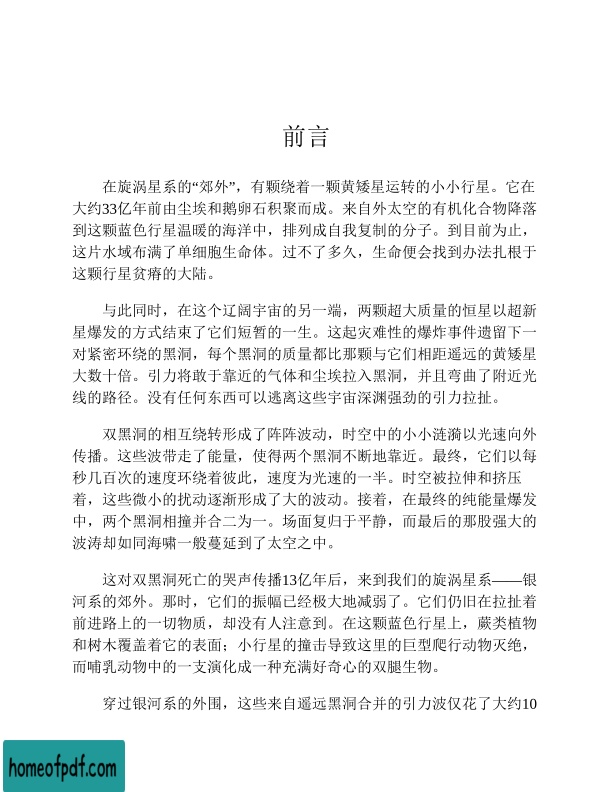 前言
在旋涡星系的“郊外”，有颗绕着一颗黄矮星运转的小小行星。它在
大约33亿年前由尘埃和鹅卵石积聚而成。来自外太空的有机化合物降落
到这颗蓝色行星温暖的海洋中，排列成自我复制的分子。到目前为止，
这片水域布满了单细胞生命体。过不了多久，生命便会找到办法扎根于
这颗行星贫瘠的大陆。
与此同时，在这个辽阔宇宙的另一端，两颗超大质量的恒星以超新
星爆发的方式结束了它们短暂的一生。这起灾难性的爆炸事件遗留下一
对紧密环绕的黑洞，每个黑洞的质量都比那颗与它们相距遥远的黄矮星
大数十倍。引力将敢于靠近的气体和尘埃拉入黑洞，并且弯曲了附近光
线的路径。没有任何东西可以逃离这些宇宙深渊强劲的引力拉扯。
双黑洞的相互绕转形成了阵阵波动，时空中的小小涟漪以光速向外
传播。这些波带走了能量，使得两个黑洞不断地靠近。最终，它们以每
秒几百次的速度环绕着彼此，速度为光速的一半。时空被拉伸和挤压
着，这些微小的扰动逐渐形成了大的波动。接着，在最终的纯能量爆发
中，两个黑洞相撞并合二为一。场面复归于平静，而最后的那股强大的
波涛却如同海啸一般蔓延到了太空之中。
这对双黑洞死亡的哭声传播13亿年后，来到我们的旋涡星系——银
河系的郊外。那时，它们的振幅已经极大地减弱了。它们仍旧在拉扯着
前进路上的一切物质，却没有人注意到。在这颗蓝色行星上，蕨类植物
和树木覆盖着它的表面；小行星的撞击导致这里的巨型爬行动物灭绝，
而哺乳动物中的一支演化成一种充满好奇心的双腿生物。
穿过银河系的外围，这些来自遥远黑洞合并的引力波仅花了大约10
homeofpdf.com